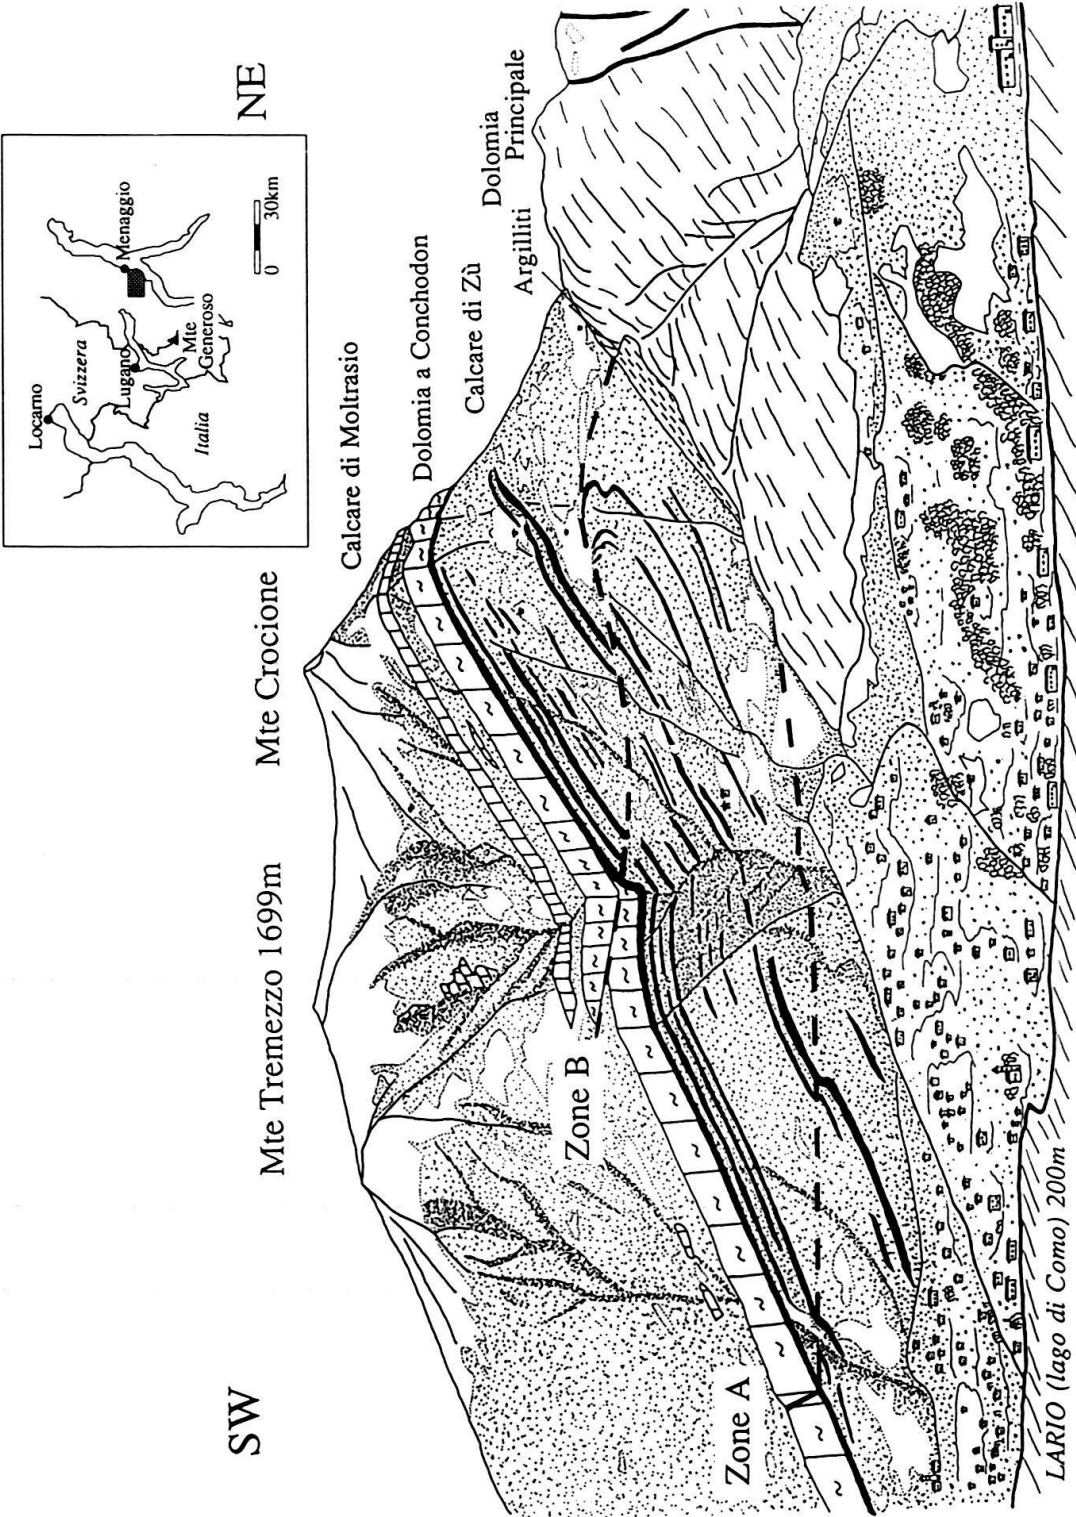 SW
NE
Mte Tremezzo 1699m
Mte Crocione
Calcare di Moltrasio
Dolomia a Conchodon
Calcare di Zù
Argilliti
Dolomia
Principale
Zone A
Zone B
LARIO (lago di Como) 200m
Locarno
Svizzera
Lugano
Menaggio
Mte
Generoso
Italia
0
30km